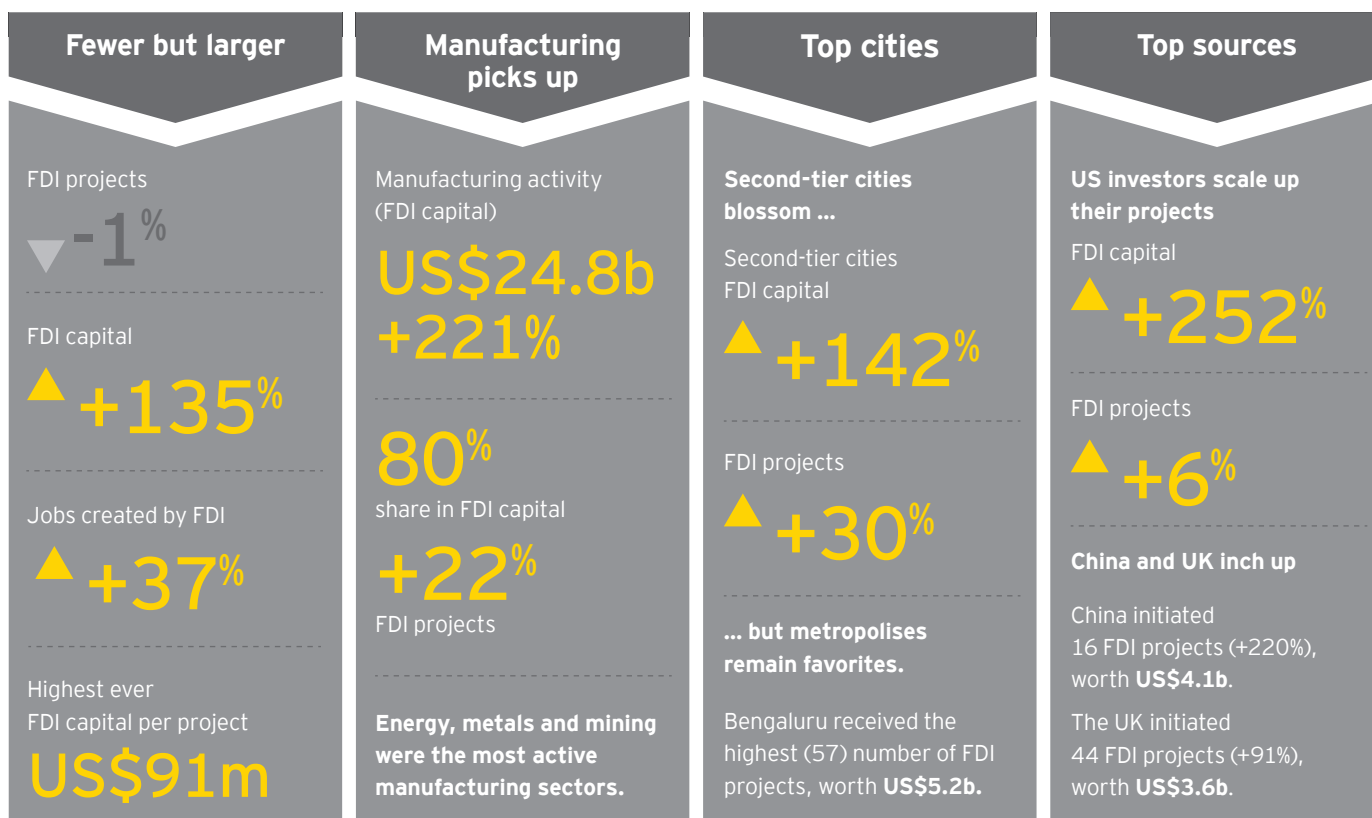 Fewer but larger
FDI projects
-1%
FDI capital
+135%
Jobs created by FDI
+37%
Highest ever
FDI capital per project
US$91m
Manufacturing
picks up
Manufacturing activity
(FDI capital)
US$24.8b
+221%
80%
share in FDI capital
+22%
FDI projects
Energy, metals and mining
were the most active
manufacturing sectors.
Top cities
Second-tier cities
blossom ...
Second-tier cities
FDI capital
+142%
FDI projects
+30%
... but metropolises
remain favorites.
Bengaluru received the
highest (57) number of FDI
projects, worth US$5.2b.
Top sources
US investors scale up
their projects
FDI capital
+252%
FDI projects
+6%
China and UK inch up
China initiated
16 FDI projects (+220%),
worth US$4.1b.
The UK initiated
44 FDI projects (+91%),
worth US$3.6b.